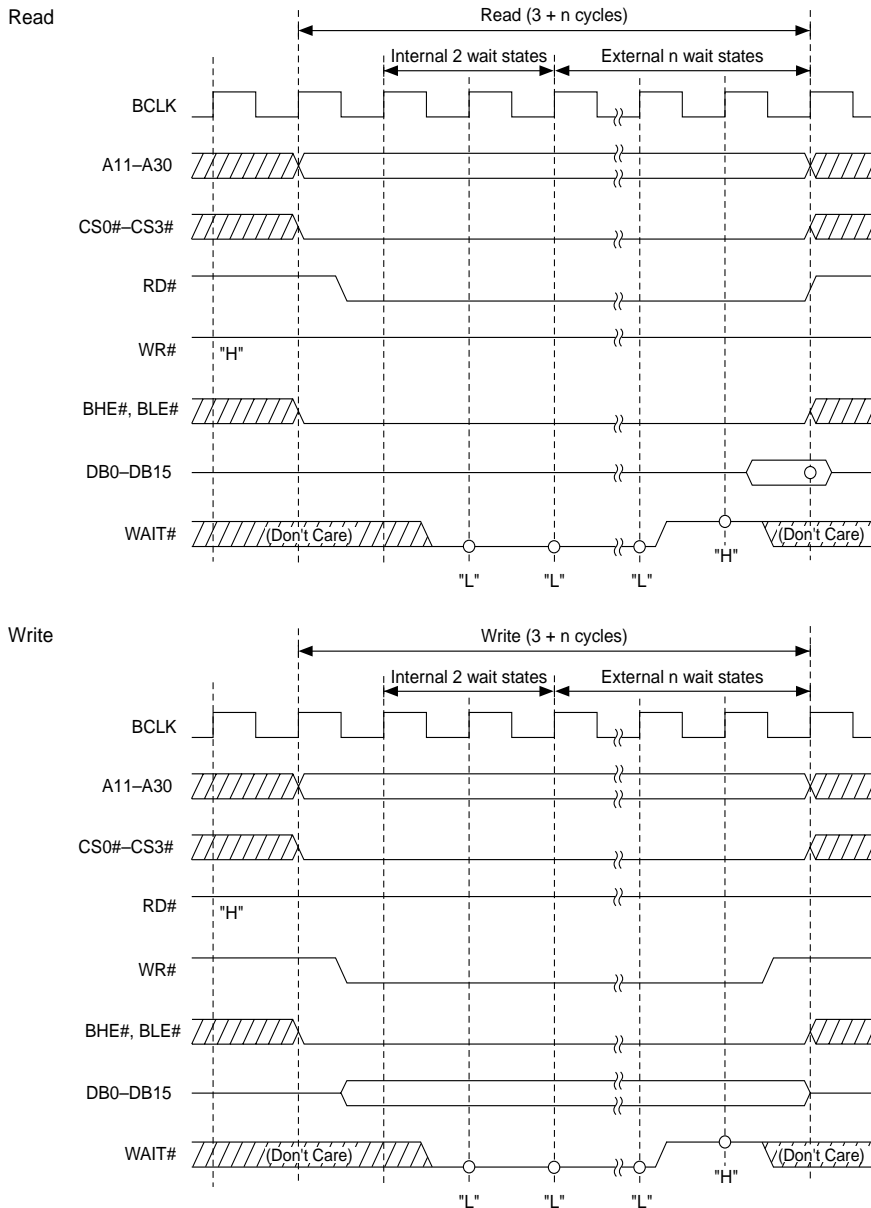 Read
Read (3 + n cycles)
Internal 2 wait states External n wait states
BCLK
A11–A30
CS0#–CS3#
RD#
WR# "H"
BHE#, BLE#
DB0–DB15
WAIT# (Don't Care) "H" (Don't Care)
"L" "L" "L"
Write
Write (3 + n cycles)
Internal 2 wait states External n wait states
BCLK
A11–A30
CS0#–CS3#
RD# "H"
WR#
BHE#, BLE#
DB0–DB15
WAIT# (Don't Care) "H" (Don't Care)
"L" "L" "L"